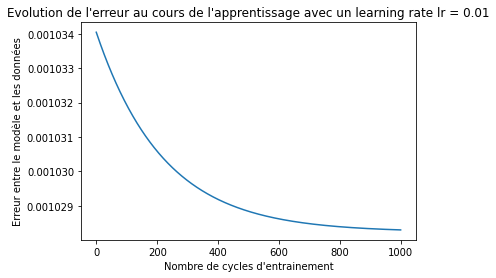 Evolution de l'erreur au cours de l'apprentissage avec un learning rate lr = 0.01
Erreur entre le modèle et les données
0.001034
0.001033
0.001032
0.001031
0.001030
0.001029
0 200 400 600 800 1000
Nombre de cycles d'entrainement